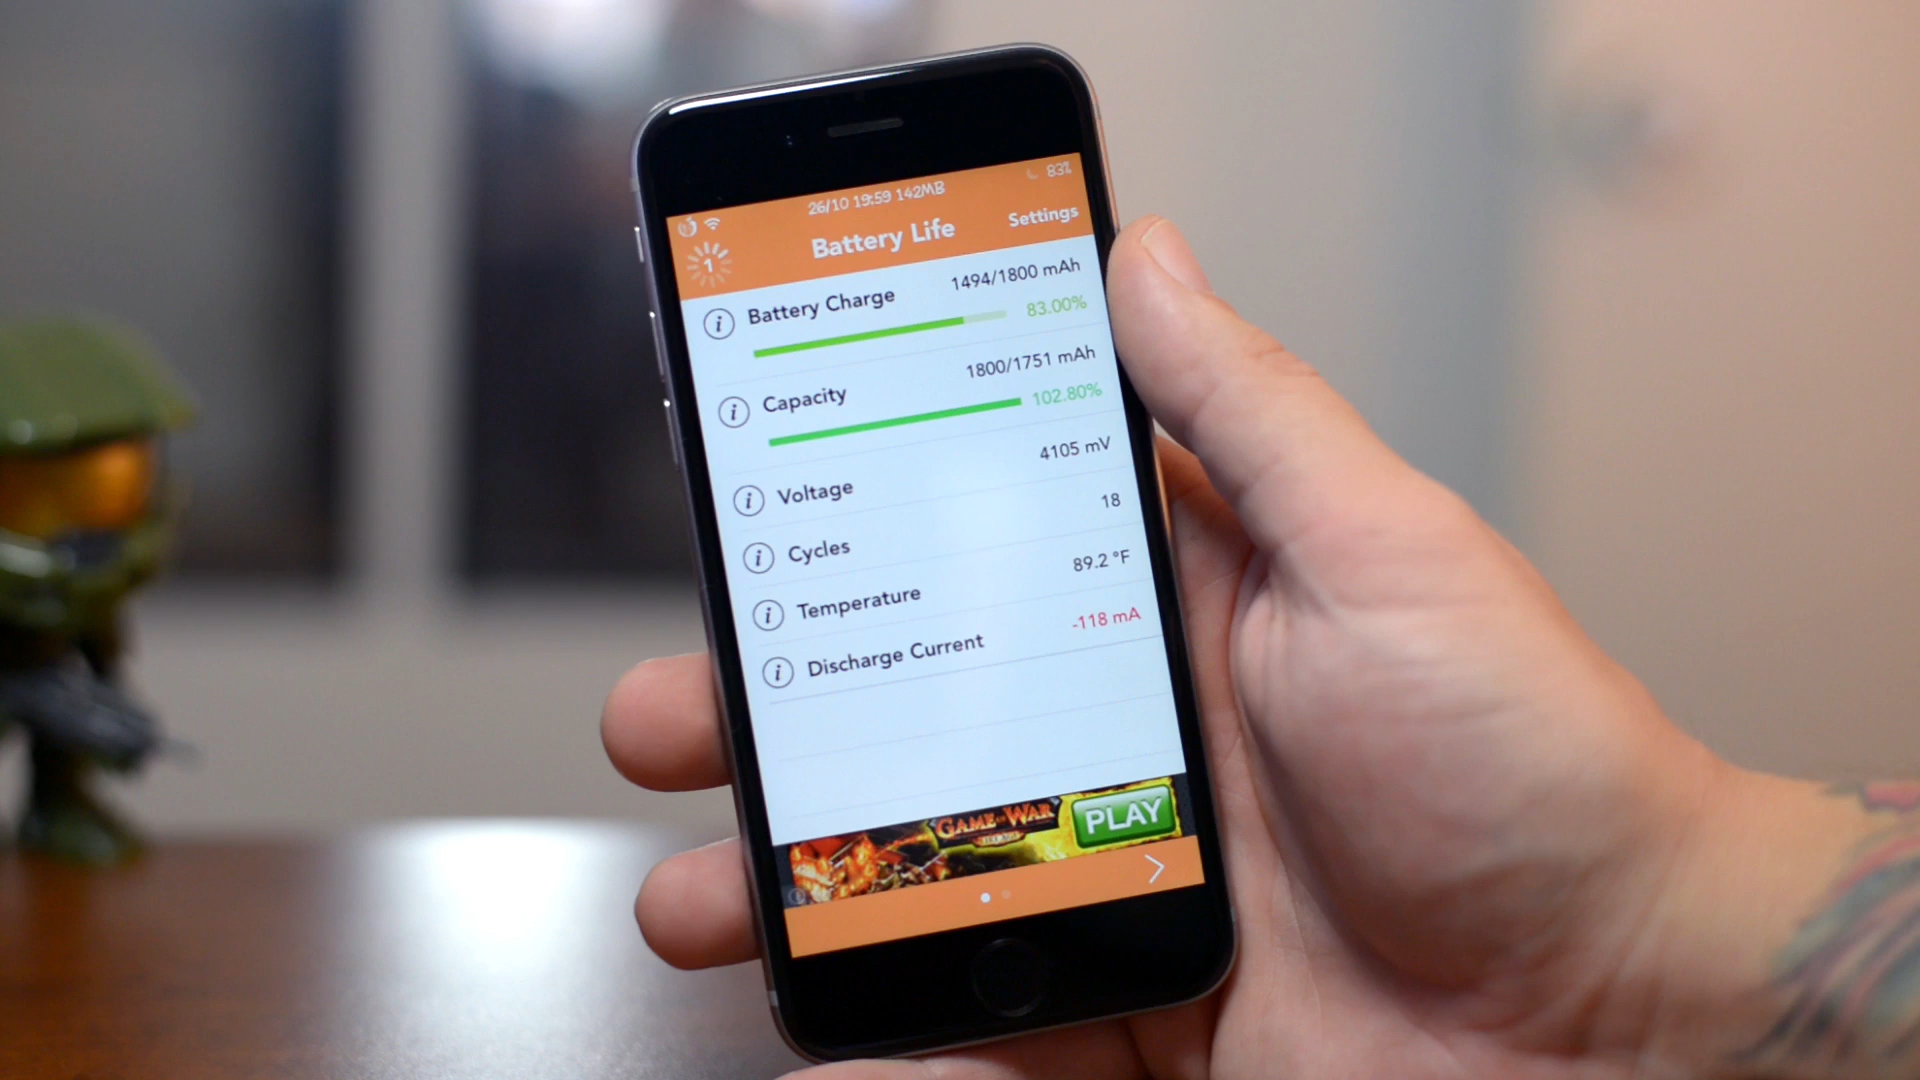 26/10 19:59 142MB
83%
1
Battery Life
Settings
Battery Charge
1494/1800 mAh
83.00%
Capacity
1800/1751 mAh
102.80%
Voltage
4105 mV
Cycles
18
Temperature
89.2 °F
Discharge Current
-118 mA
GAME OF WAR
PLAY